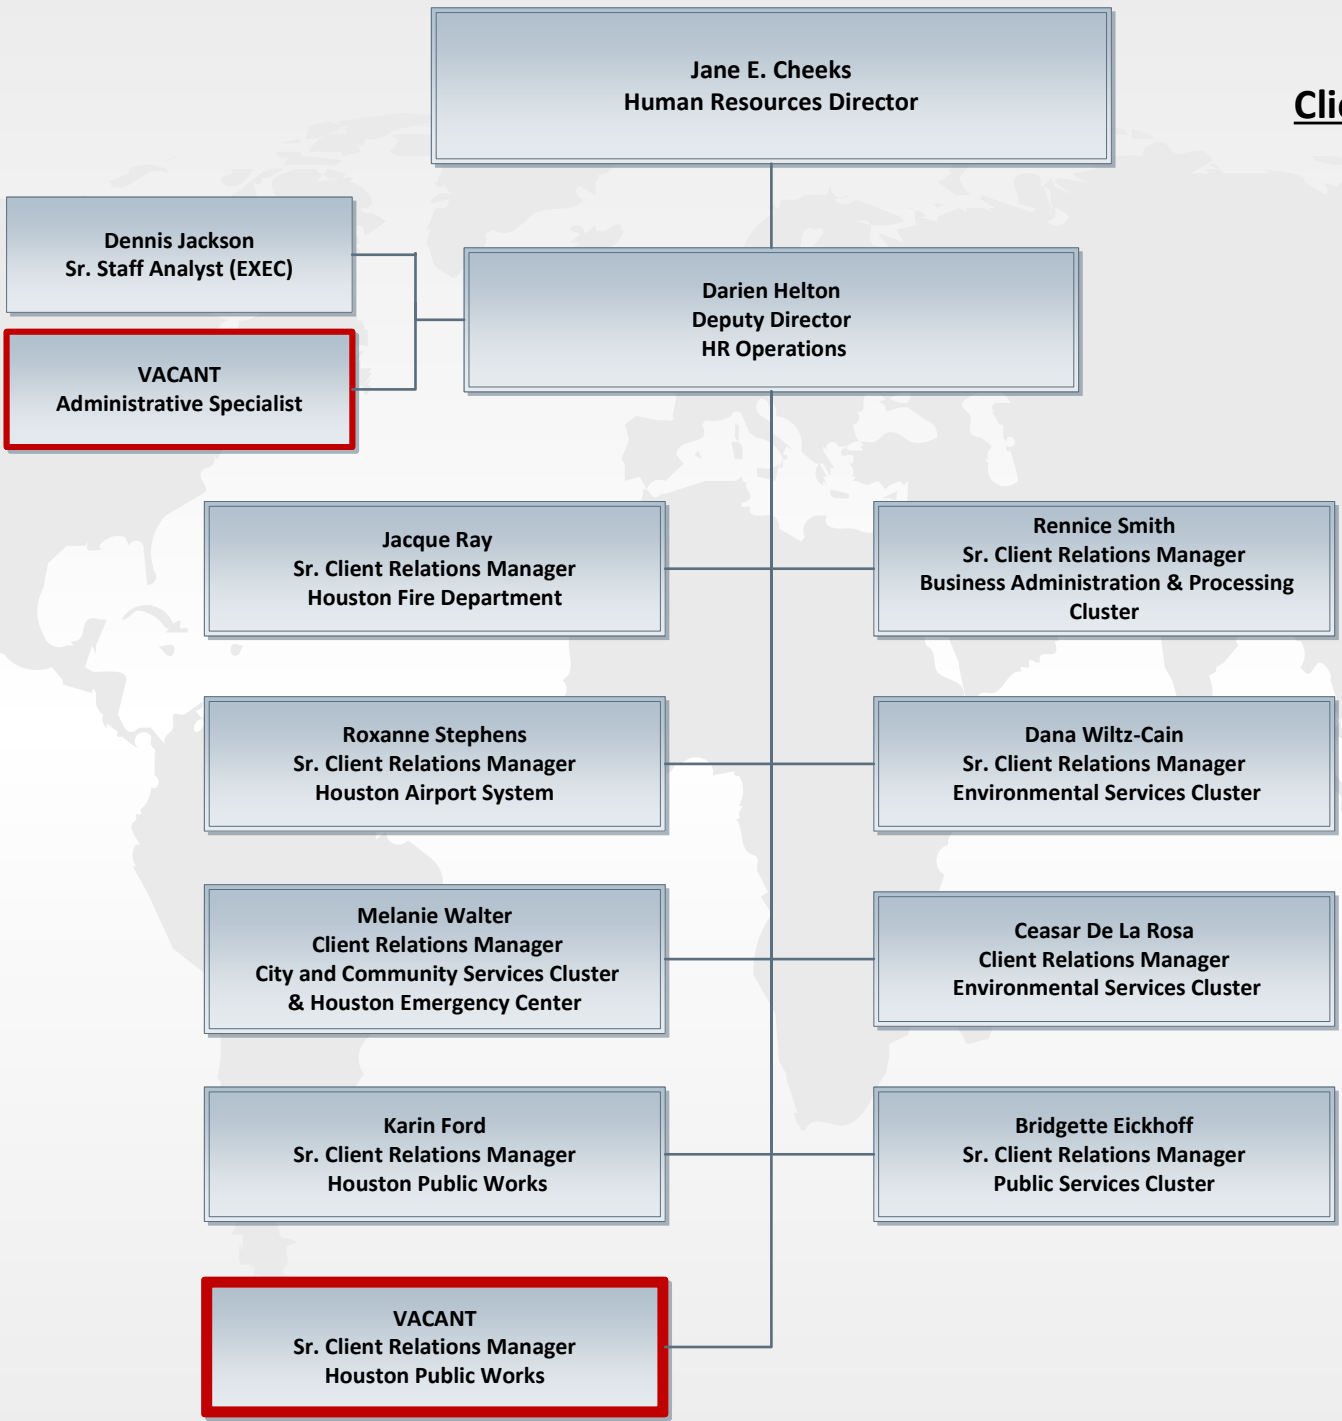 Jane E. Cheeks
Human Resources Director
Clie
Dennis Jackson
Sr. Staff Analyst (EXEC)
Darien Helton
Deputy Director
HR Operations
VACANT
Administrative Specialist
Jacque Ray
Sr. Client Relations Manager
Houston Fire Department
Rennice Smith
Sr. Client Relations Manager
Business Administration & Processing
Cluster
Roxanne Stephens
Sr. Client Relations Manager
Houston Airport System
Dana Wiltz-Cain
Sr. Client Relations Manager
Environmental Services Cluster
Melanie Walter
Client Relations Manager
City and Community Services Cluster
& Houston Emergency Center
Ceasar De La Rosa
Client Relations Manager
Environmental Services Cluster
Karin Ford
Sr. Client Relations Manager
Houston Public Works
Bridgette Eickhoff
Sr. Client Relations Manager
Public Services Cluster
VACANT
Sr. Client Relations Manager
Houston Public Works